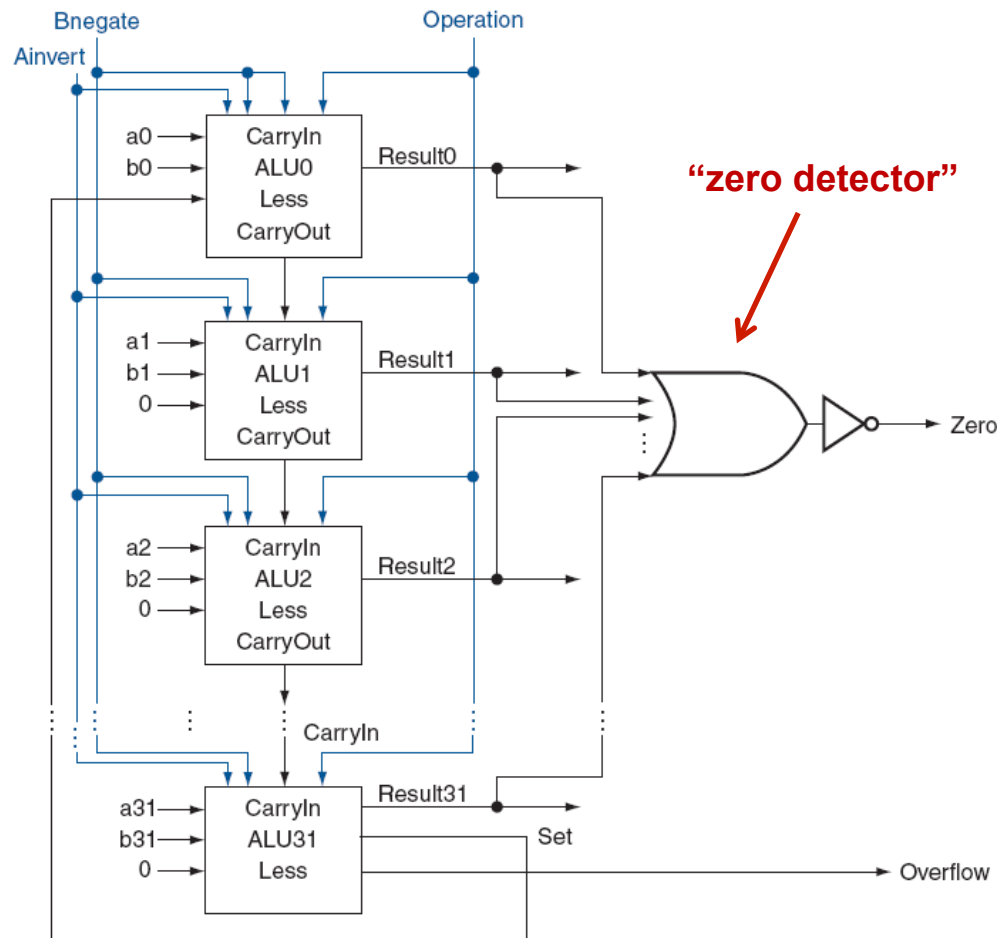 Bnegate
Operation
Ainvert
a0
b0
CarryIn
ALU0
Less
CarryOut
Result0
“zero detector”
a1
b1
0
CarryIn
ALU1
Less
CarryOut
Result1
Zero
a2
b2
0
CarryIn
ALU2
Less
CarryOut
Result2
CarryIn
a31
b31
0
CarryIn
ALU31
Less
Result31
Set
Overflow